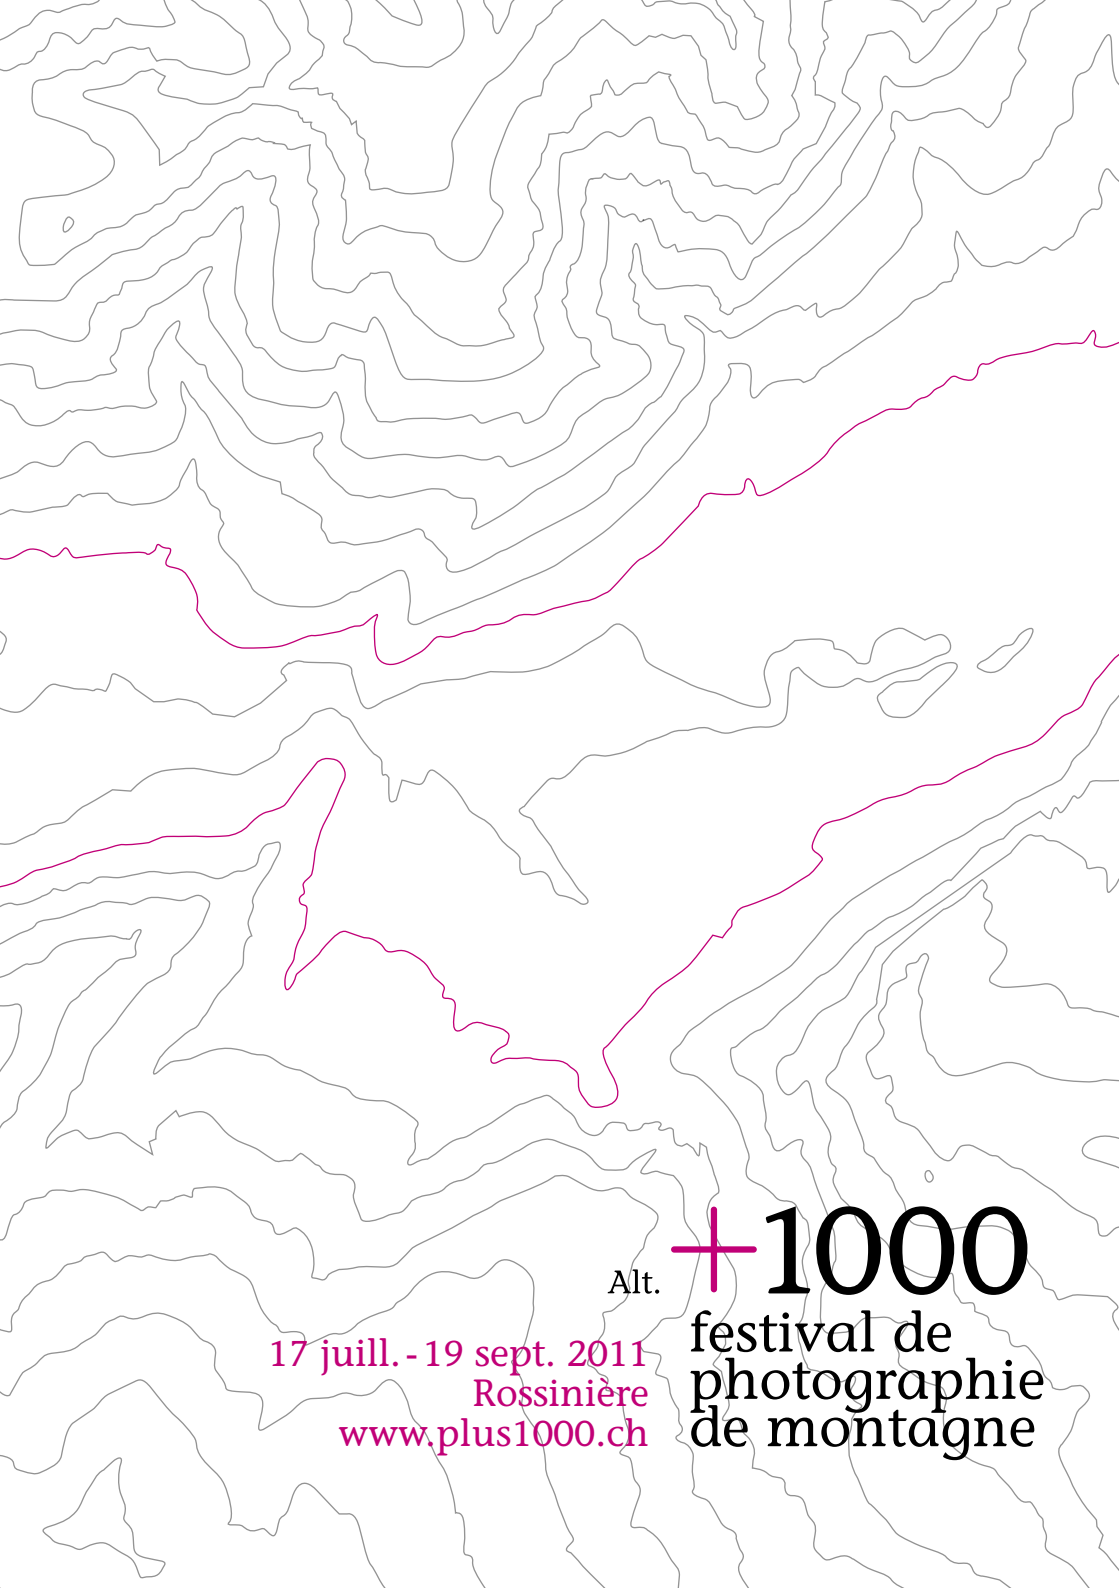 Alt. +1000
festival de
photographie
de montagne
17 juill. - 19 sept. 2011
Rossinière
www.plus1000.ch